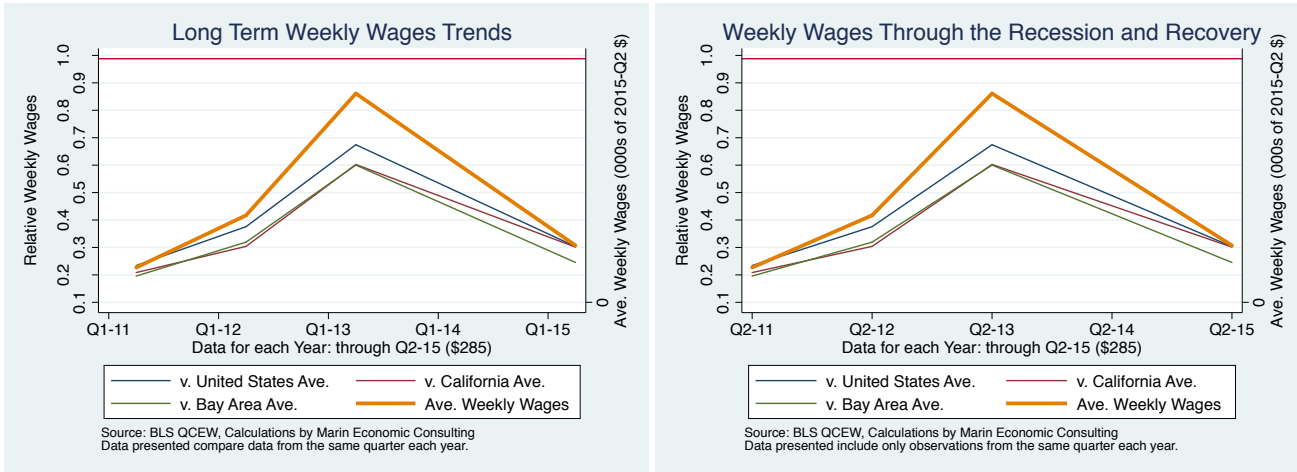 Long Term Weekly Wages Trends
Relative Weekly Wages
1.0
0.9
0.8
0.7
0.6
0.5
0.4
0.3
0.2
0.1
0
Ave. Weekly Wages (000s of 2015-Q2 $)
Q1-11 Q1-12 Q1-13 Q1-14 Q1-15
Data for each Year: through Q2-15 ($285)
v. United States Ave. v. California Ave.
v. Bay Area Ave. Ave. Weekly Wages
Source: BLS QCEW, Calculations by Marin Economic Consulting
Data presented compare data from the same quarter each year.
Weekly Wages Through the Recession and Recovery
Relative Weekly Wages
1.0
0.9
0.8
0.7
0.6
0.5
0.4
0.3
0.2
0.1
0
Ave. Weekly Wages (000s of 2015-Q2 $)
Q2-11 Q2-12 Q2-13 Q2-14 Q2-15
Data for each Year: through Q2-15 ($285)
v. United States Ave. v. California Ave.
v. Bay Area Ave. Ave. Weekly Wages
Source: BLS QCEW, Calculations by Marin Economic Consulting
Data presented include only observations from the same quarter each year.